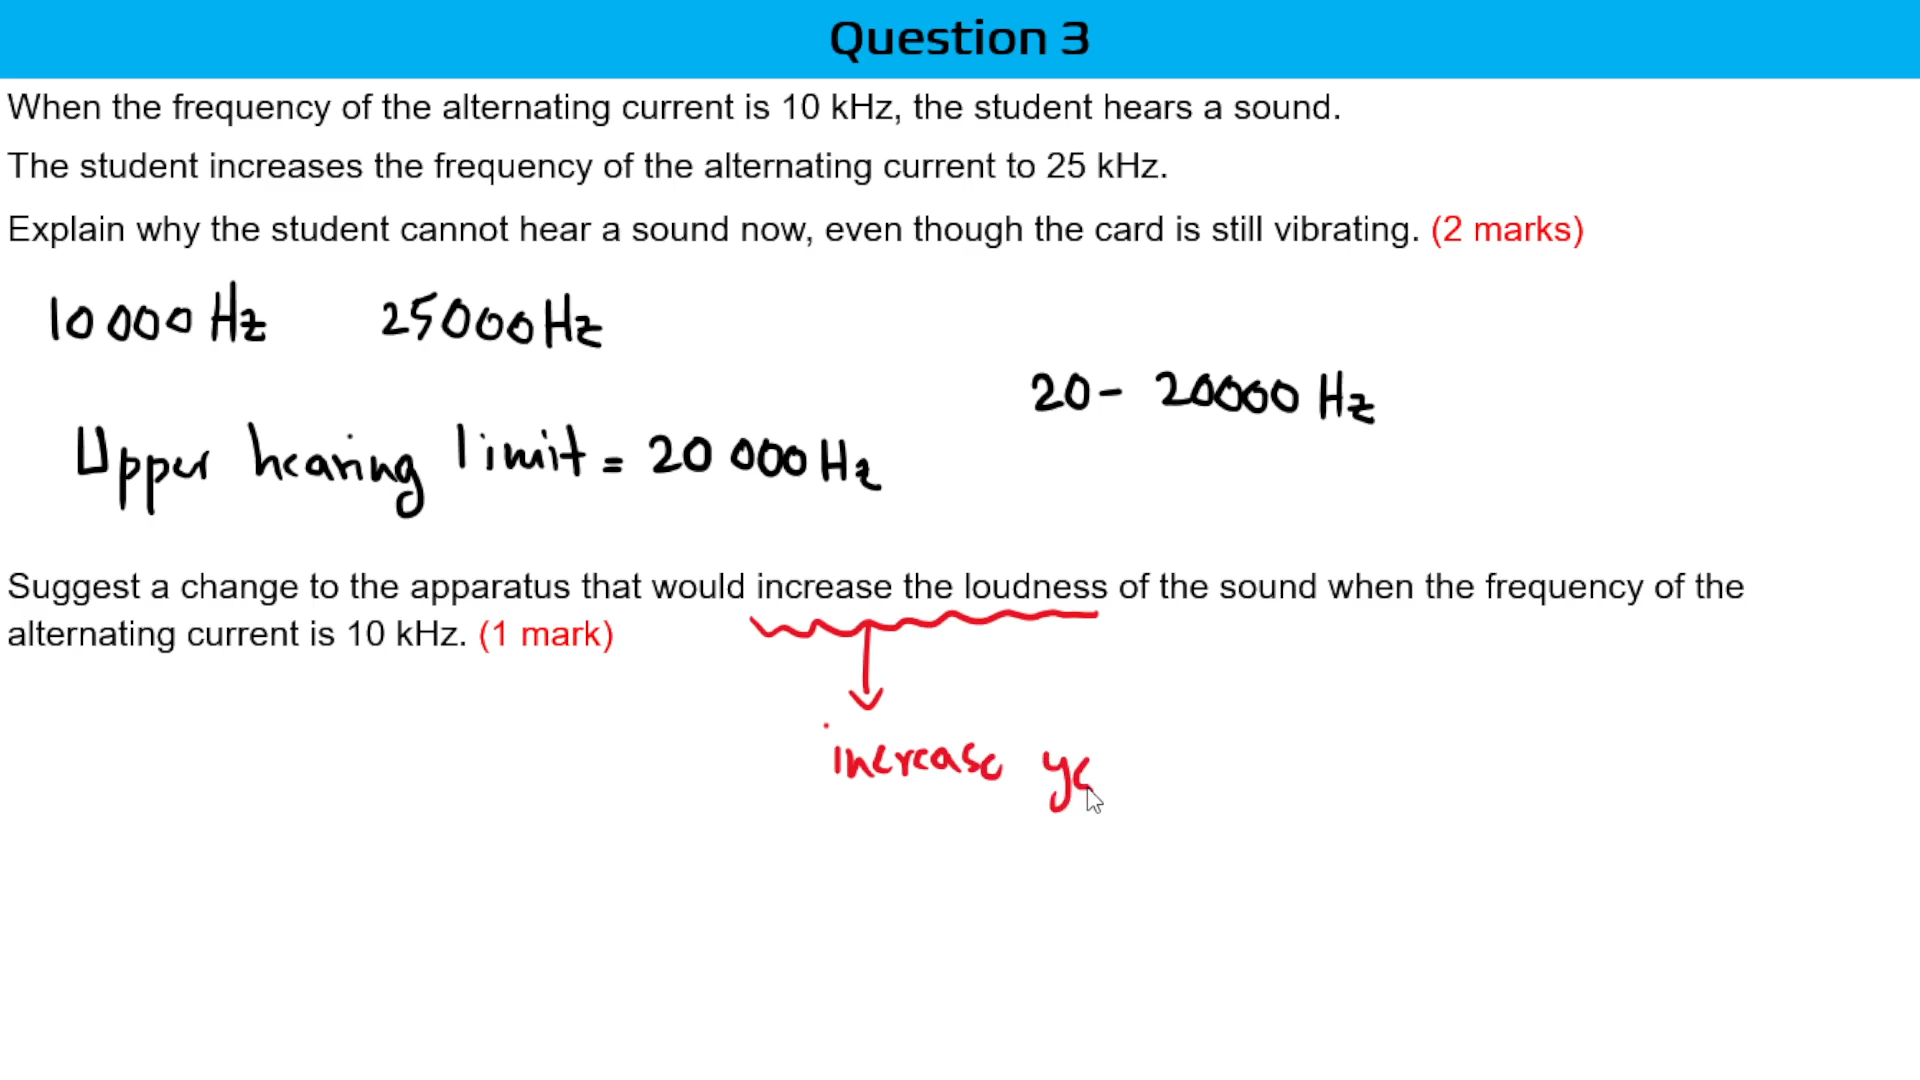 Question 3
When the frequency of the alternating current is 10 kHz, the student hears a sound.
The student increases the frequency of the alternating current to 25 kHz.
Explain why the student cannot hear a sound now, even though the card is still vibrating. (2 marks)
10 000 Hz 25000 Hz
20 - 20000 Hz
Upper hearing limit = 20 000 Hz
Suggest a change to the apparatus that would increase the loudness of the sound when the frequency of the
alternating current is 10 kHz. (1 mark)
increase